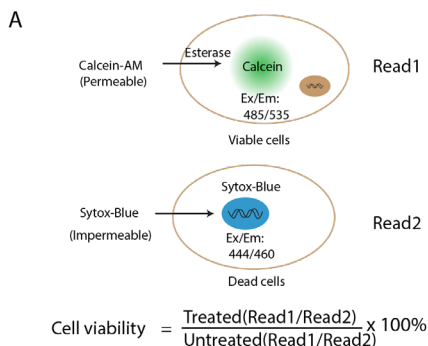 A
Esterase
Calcein-AM
(Permeable)
Calcein
Ex/Em:
485/535
Read1
Viable cells
Sytox-Blue
Sytox-Blue
(Impermeable)
Ex/Em:
444/460
Read2
Dead cells
Cell viability = Treated(Read1/Read2) x 100%
Untreated(Read1/Read2)